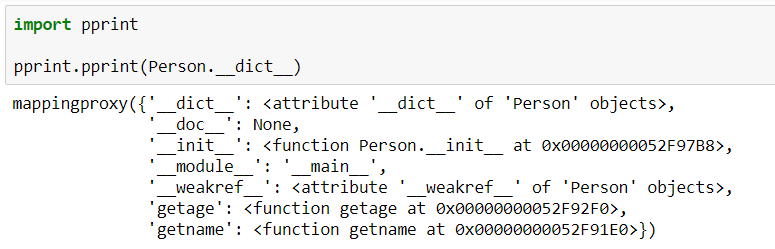 import pprint
pprint.pprint(Person.__dict__)
mappingproxy({'__dict__': <attribute '__dict__' of 'Person' objects>,
'__doc__': None,
'__init__': <function Person.__init__ at 0x00000000052F97B8>,
'__module__': '__main__',
'__weakref__': <attribute '__weakref__' of 'Person' objects>,
'getage': <function getage at 0x00000000052F92F0>,
'getname': <function getname at 0x00000000052F91E0>})